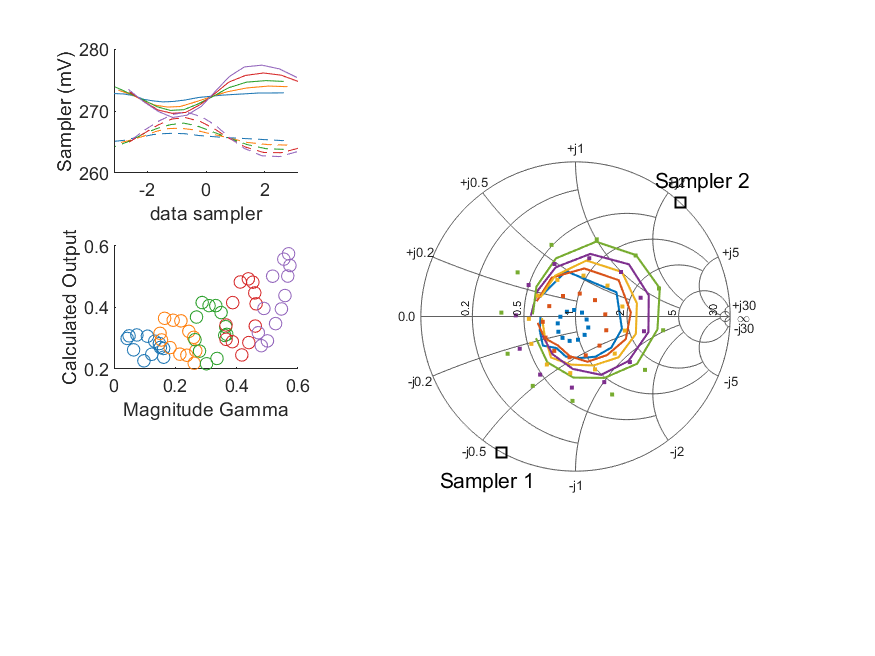 280
270
260
Sampler (mV)
-2
0
2
data sampler
0.6
0.4
0.2
Calculated Output
0
0.2
0.4
0.6
Magnitude Gamma
+j1
+j0.5
Sampler 2
+j0.2
+j5
0.0
0.2
0.5
1
2
5
30
+j30
∞
-j30
-j0.2
-j5
-j0.5
-j2
Sampler 1
-j1